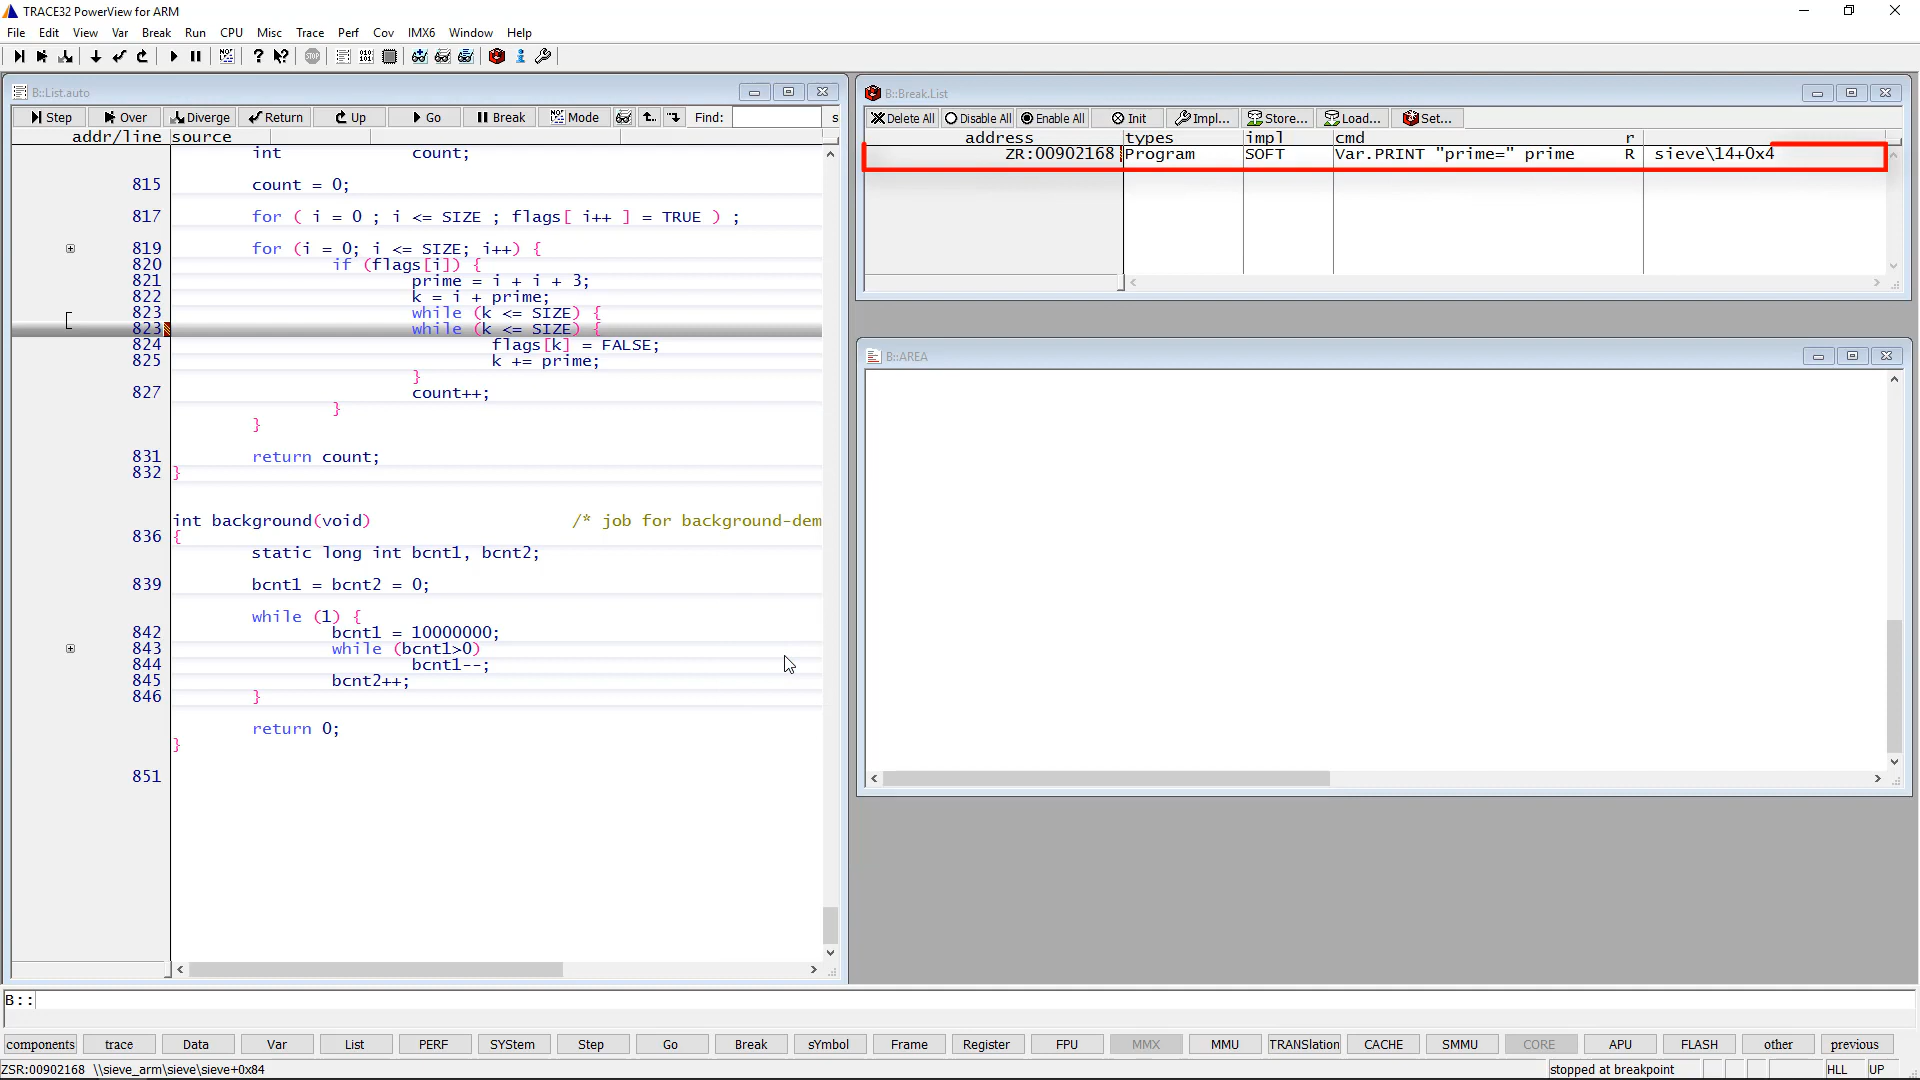 TRACE32 PowerView for ARM
File Edit View Var Break Run CPU Misc Trace Perf Cov IMX6 Window Help
B::List.auto
Step Over Diverge Return Up Go Break Mode Find: s
addr/line source
int count;
815 count = 0;
817 for ( i = 0 ; i <= SIZE ; flags[ i++ ] = TRUE ) ;
819 for (i = 0; i <= SIZE; i++) {
820 if (flags[i]) {
821 prime = i + i + 3;
822 k = i + prime;
823 while (k <= SIZE) {
823 while (k <= SIZE) {
824 flags[k] = FALSE;
825 k += prime;
}
827 count++;
}
}
831 return count;
832 }
int background(void) /* job for background-dem
836 {
static long int bcnt1, bcnt2;
839 bcnt1 = bcnt2 = 0;
while (1) {
842 bcnt1 = 10000000;
843 while (bcnt1>0)
844 bcnt1--;
845 bcnt2++;
846 }
return 0;
}
851
B::Break.List
Delete All Disable All Enable All Init Impl... Store... Load... Set...
address types impl cmd r
ZR:00902168 Program SOFT Var.PRINT "prime=" prime R sieve\14+0x4
B::AREA
B::
components trace Data Var List PERF SYStem Step Go Break sYmbol Frame Register FPU MMX MMU TRANSlation CACHE SMMU CORE APU FLASH other previous
ZSR:00902168 \\sieve_arm\sieve\sieve+0x84 stopped at breakpoint HLL UP